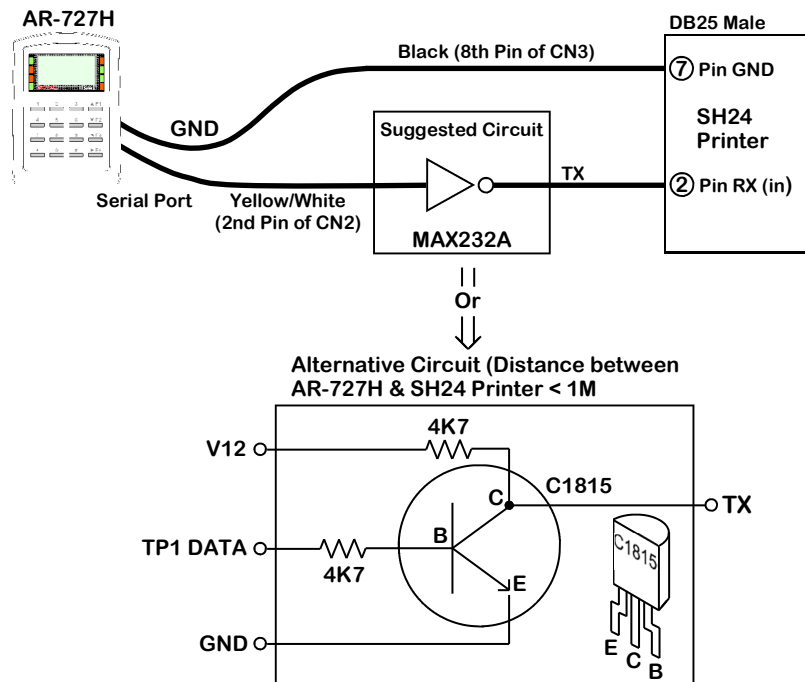 AR-727H
DB25 Male
Black (8th Pin of CN3)
7 Pin GND
GND
Suggested Circuit
SH24
Printer
TX
2 Pin RX (in)
Serial Port
Yellow/White
(2nd Pin of CN2)
MAX232A
Or
Alternative Circuit (Distance between
AR-727H & SH24 Printer < 1M
4K7
V12
C
C1815
TX
B
TP1 DATA
4K7
C1815
E
GND
E
C
B